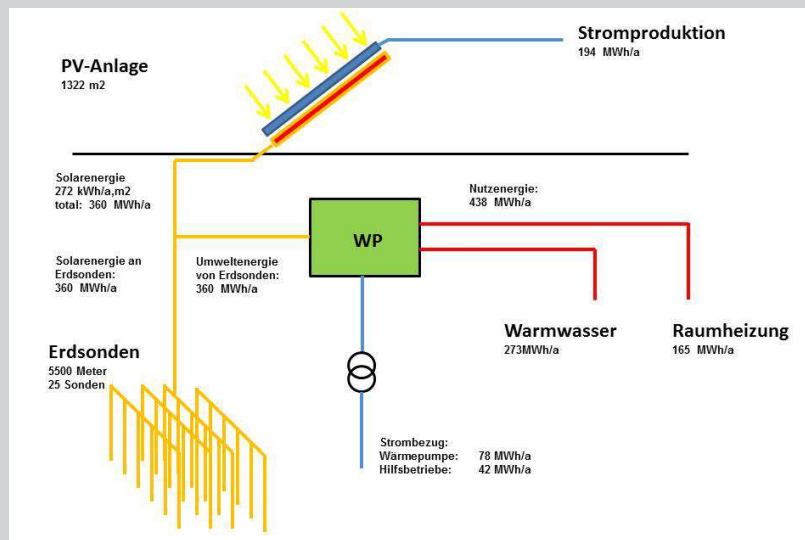 Stromproduktion
194 MWh/a
PV-Anlage
1322 m2
Solarenergie
272 kWh/a,m2
total: 360 MWh/a
Nutzenergie:
438 MWh/a
WP
Solarenergie an
Erdsonden:
360 MWh/a
Umweltenergie
von Erdsonden:
360 MWh/a
Warmwasser
273MWh/a
Raumheizung
165 MWh/a
Erdsonden
5500 Meter
25 Sonden
Strombezug:
Wärmepumpe: 78 MWh/a
Hilfsbetriebe: 42 MWh/a